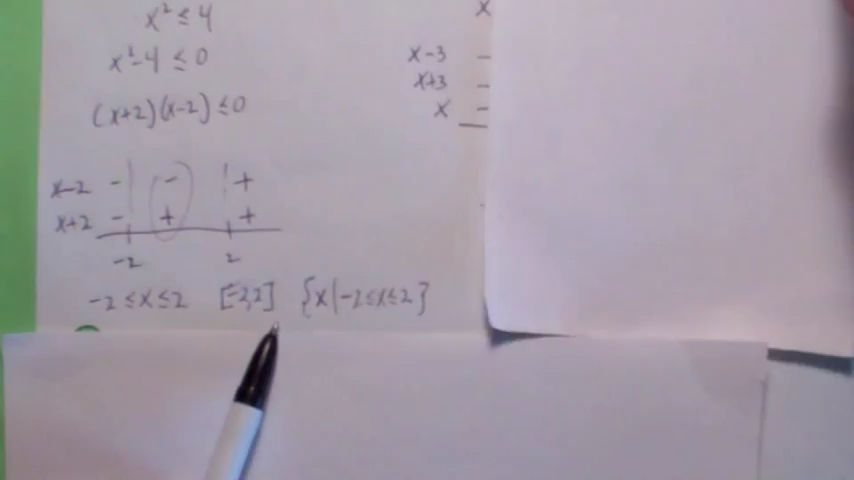 x² ≤ 4
x² - 4 ≤ 0
(x+2)(x-2) ≤ 0
x-2 - - +
x+2 - + +
-2 2
-2 ≤ x ≤ 2 [-2,2] {x|-2≤x≤2}
x
x-3 -
x+3 -
x -